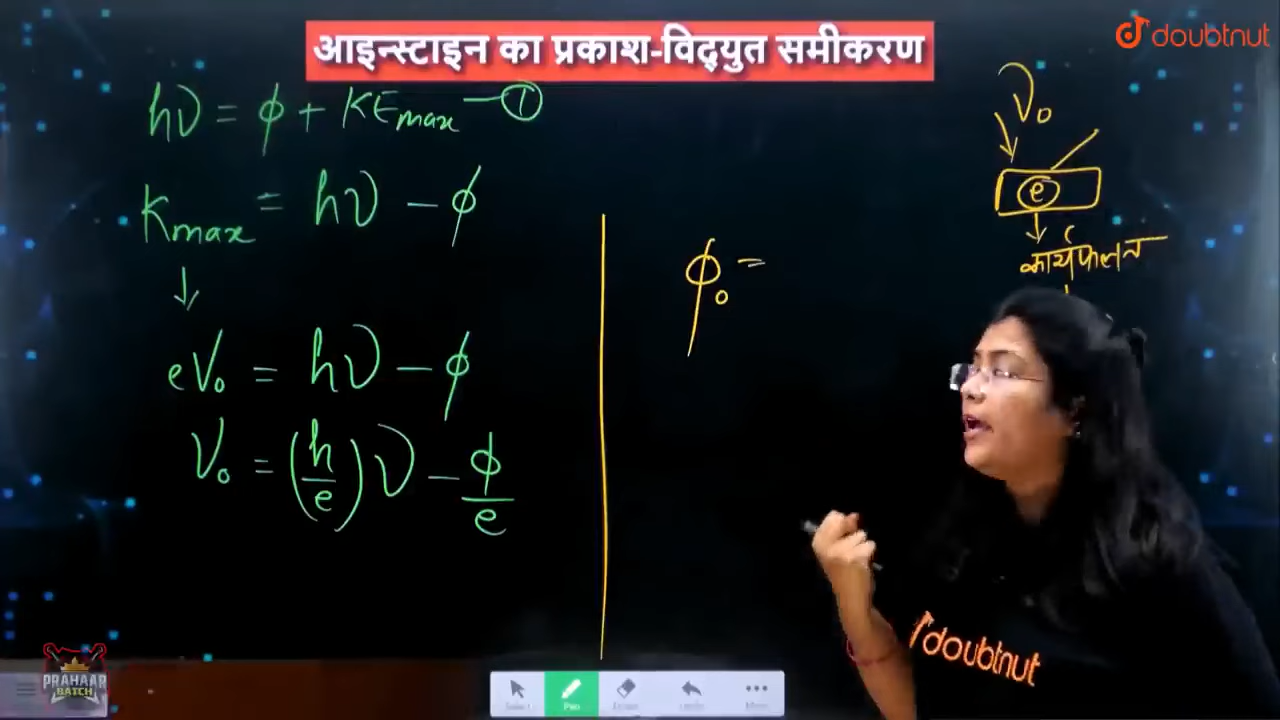 आइन्स्टाइन का प्रकाश-विद्युत समीकरण
doubtnut
hν = ϕ + KEmax —①
Kmax = hν - ϕ
↓
eV₀ = hν - ϕ
V₀ = (h/e) ν - ϕ/e
ϕ₀ =
ν₀
e
कार्यफलन
doubtnut
PRAHAAR
BATCH
Select
Pen
Eraser
Undo
More